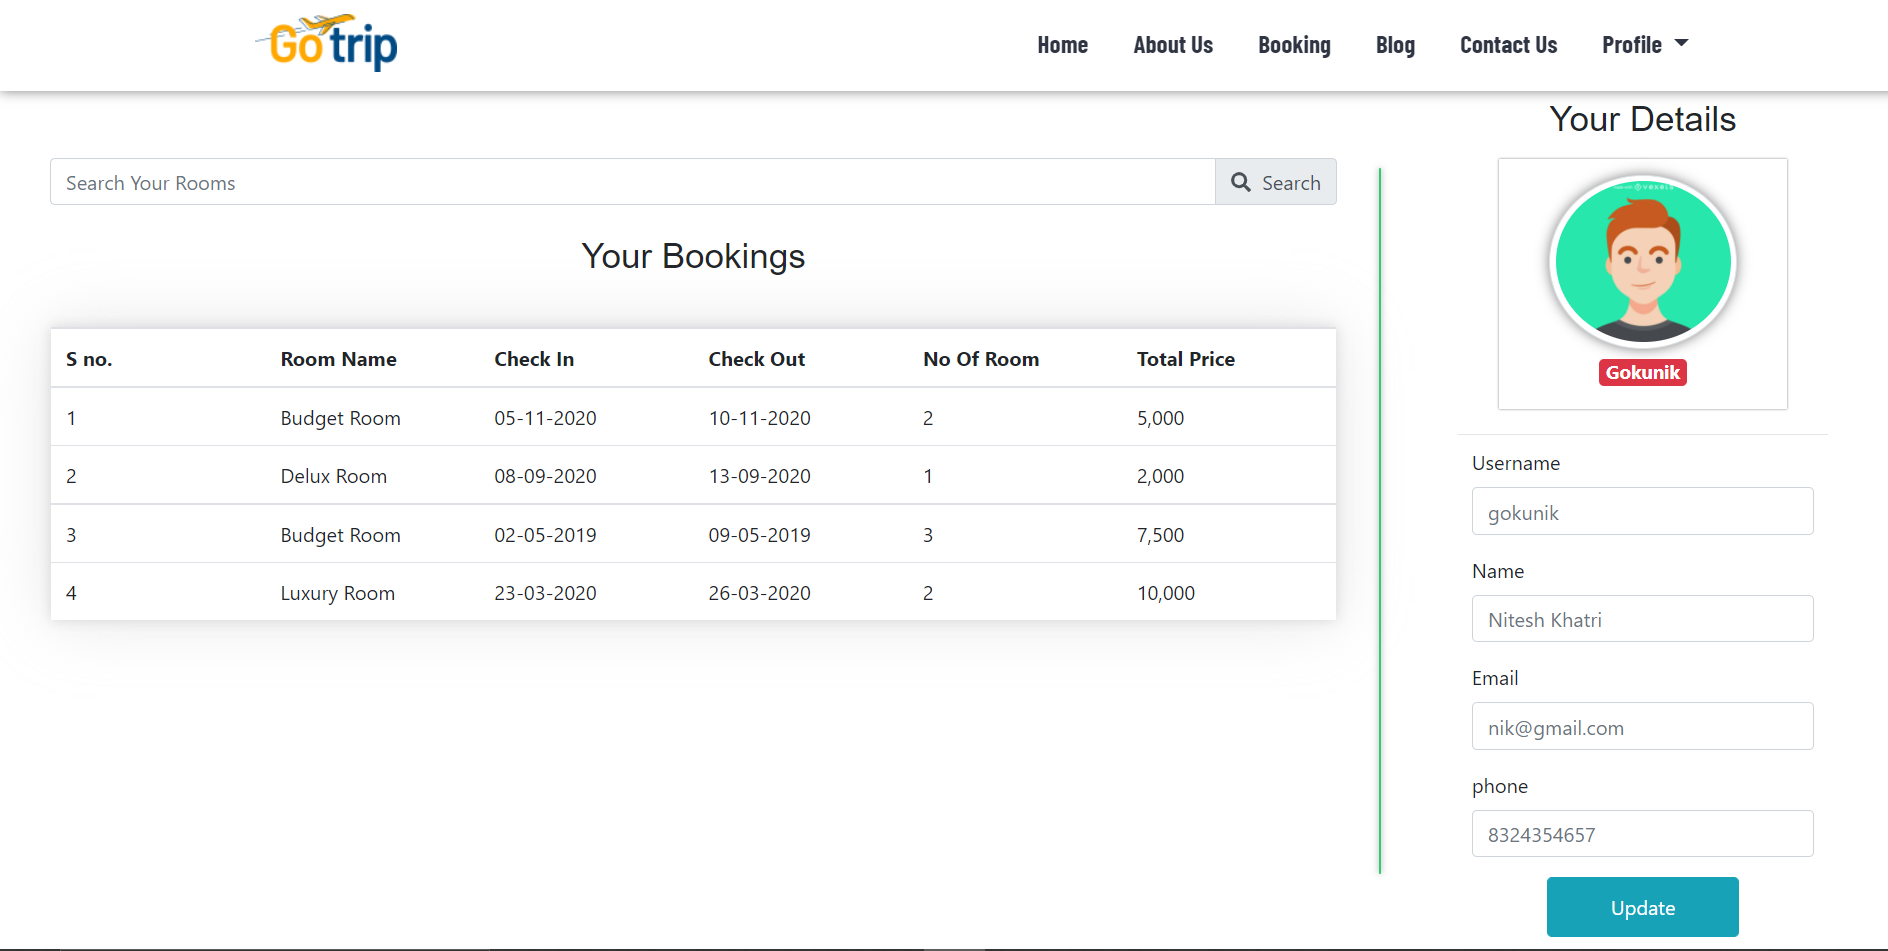 Go trip
Home About Us Booking Blog Contact Us Profile
Search Your Rooms Search
Your Bookings
S no. Room Name Check In Check Out No Of Room Total Price
1 Budget Room 05-11-2020 10-11-2020 2 5,000
2 Delux Room 08-09-2020 13-09-2020 1 2,000
3 Budget Room 02-05-2019 09-05-2019 3 7,500
4 Luxury Room 23-03-2020 26-03-2020 2 10,000
Your Details
Gokunik
Username
gokunik
Name
Nitesh Khatri
Email
nik@gmail.com
phone
8324354657
Update